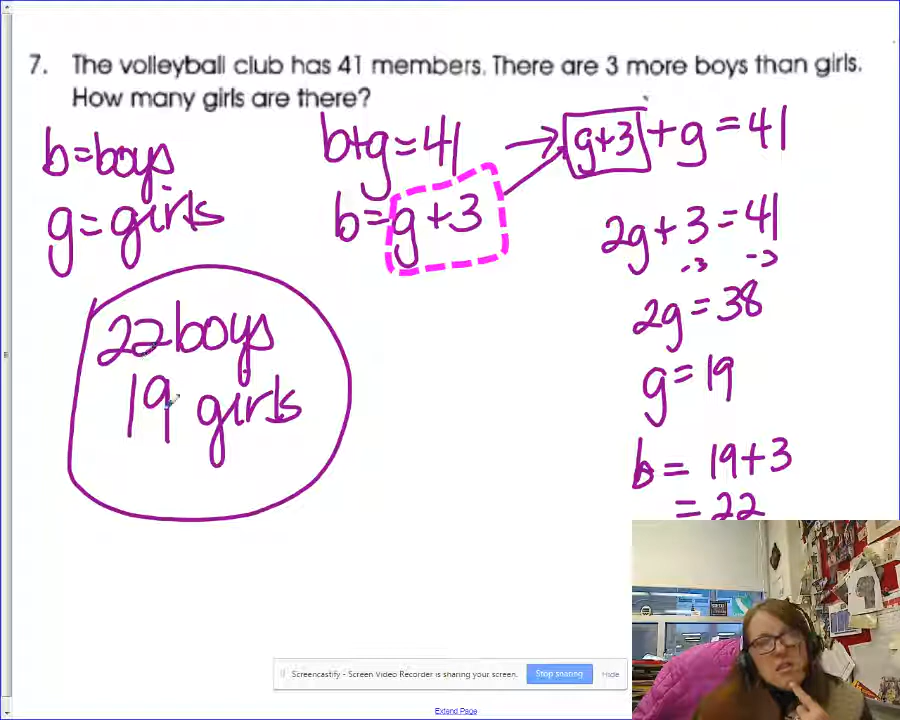 7. The volleyball club has 41 members. There are 3 more boys than girls.
How many girls are there?
b=boys
g=girls
b+g=41
b=g+3
g+3+g=41
2g+3=41
-3 -3
2g=38
g=19
b=19+3
=22
22 boys
19 girls
Screencastify - Screen Video Recorder is sharing your screen.
Stop sharing
Hide
Extend Page